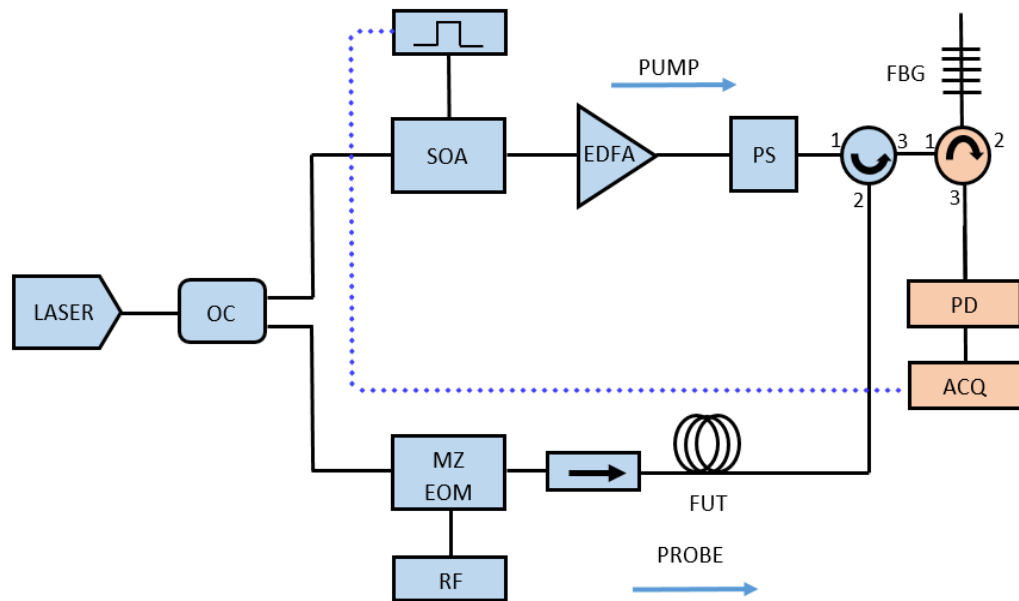 PUMP
FBG
SOA
EDFA
PS
1
3
1
2
2
3
LASER
OC
PD
ACQ
MZ
EOM
FUT
PROBE
RF